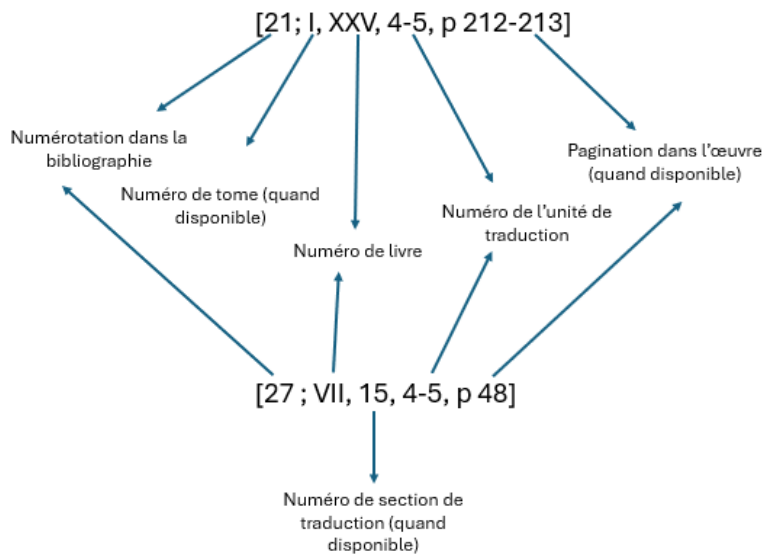 [21; I, XXV, 4-5, p 212-213]
Numérotation dans la
bibliographie
Pagination dans l'œuvre
(quand disponible)
Numéro de tome (quand
disponible)
Numéro de l'unité de
traduction
Numéro de livre
[27 ; VII, 15, 4-5, p 48]
Numéro de section de
traduction (quand
disponible)